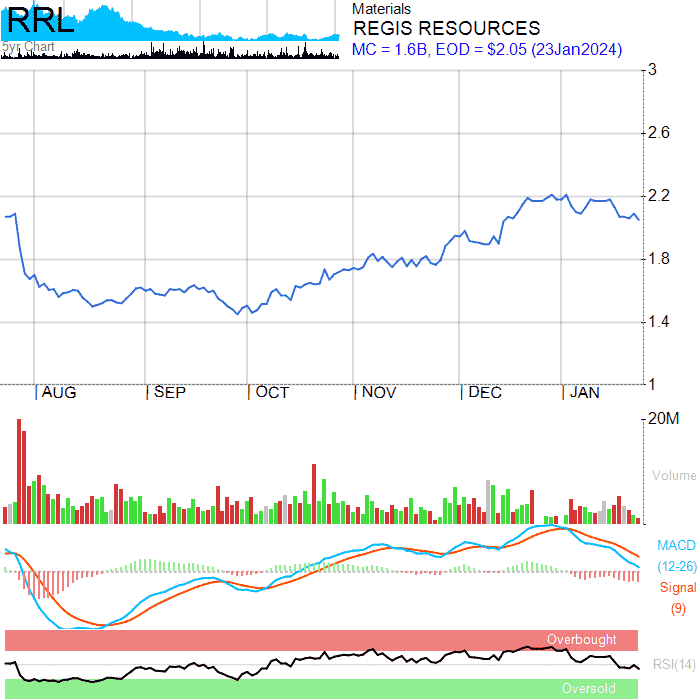 RRL
5yr Chart
Materials
REGIS RESOURCES
MC = 1.6B, EOD = $2.05 (23Jan2024)
3
2.6
2.2
1.8
1.4
1
AUG SEP OCT NOV DEC JAN
20M
Volume
MACD
(12-26)
Signal
(9)
Overbought
RSI(14)
Oversold